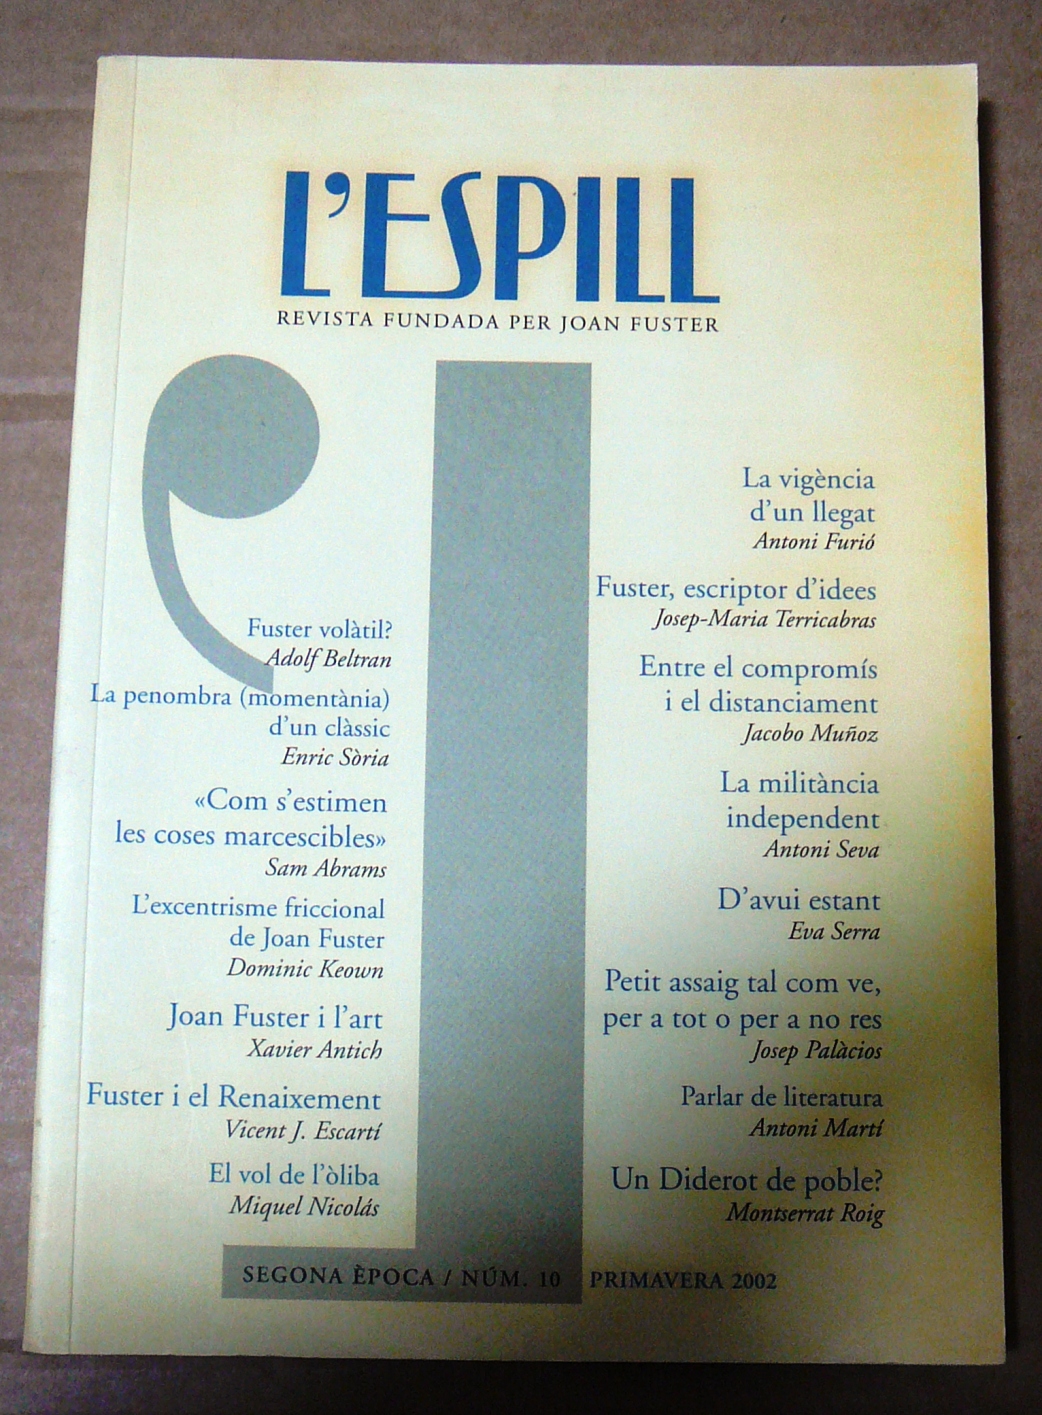 L'ESPILL
REVISTA FUNDADA PER JOAN FUSTER
Fuster volàtil?
Adolf Beltran
La penombra (momentània)
d'un clàssic
Enric Sòria
«Com s'estimen
les coses marcescibles»
Sam Abrams
L'excentrisme friccional
de Joan Fuster
Dominic Keown
Joan Fuster i l'art
Xavier Antich
Fuster i el Renaixement
Vicent J. Escartí
El vol de l'òliba
Miquel Nicolás
La vigència
d'un llegat
Antoni Furió
Fuster, escriptor d'idees
Josep-Maria Terricabras
Entre el compromís
i el distanciament
Jacobo Muñoz
La militància
independent
Antoni Seva
D'avui estant
Eva Serra
Petit assaig tal com ve,
per a tot o per a no res
Josep Palàcios
Parlar de literatura
Antoni Martí
Un Diderot de poble?
Montserrat Roig
SEGONA ÈPOCA / NÚM. 10 PRIMAVERA 2002